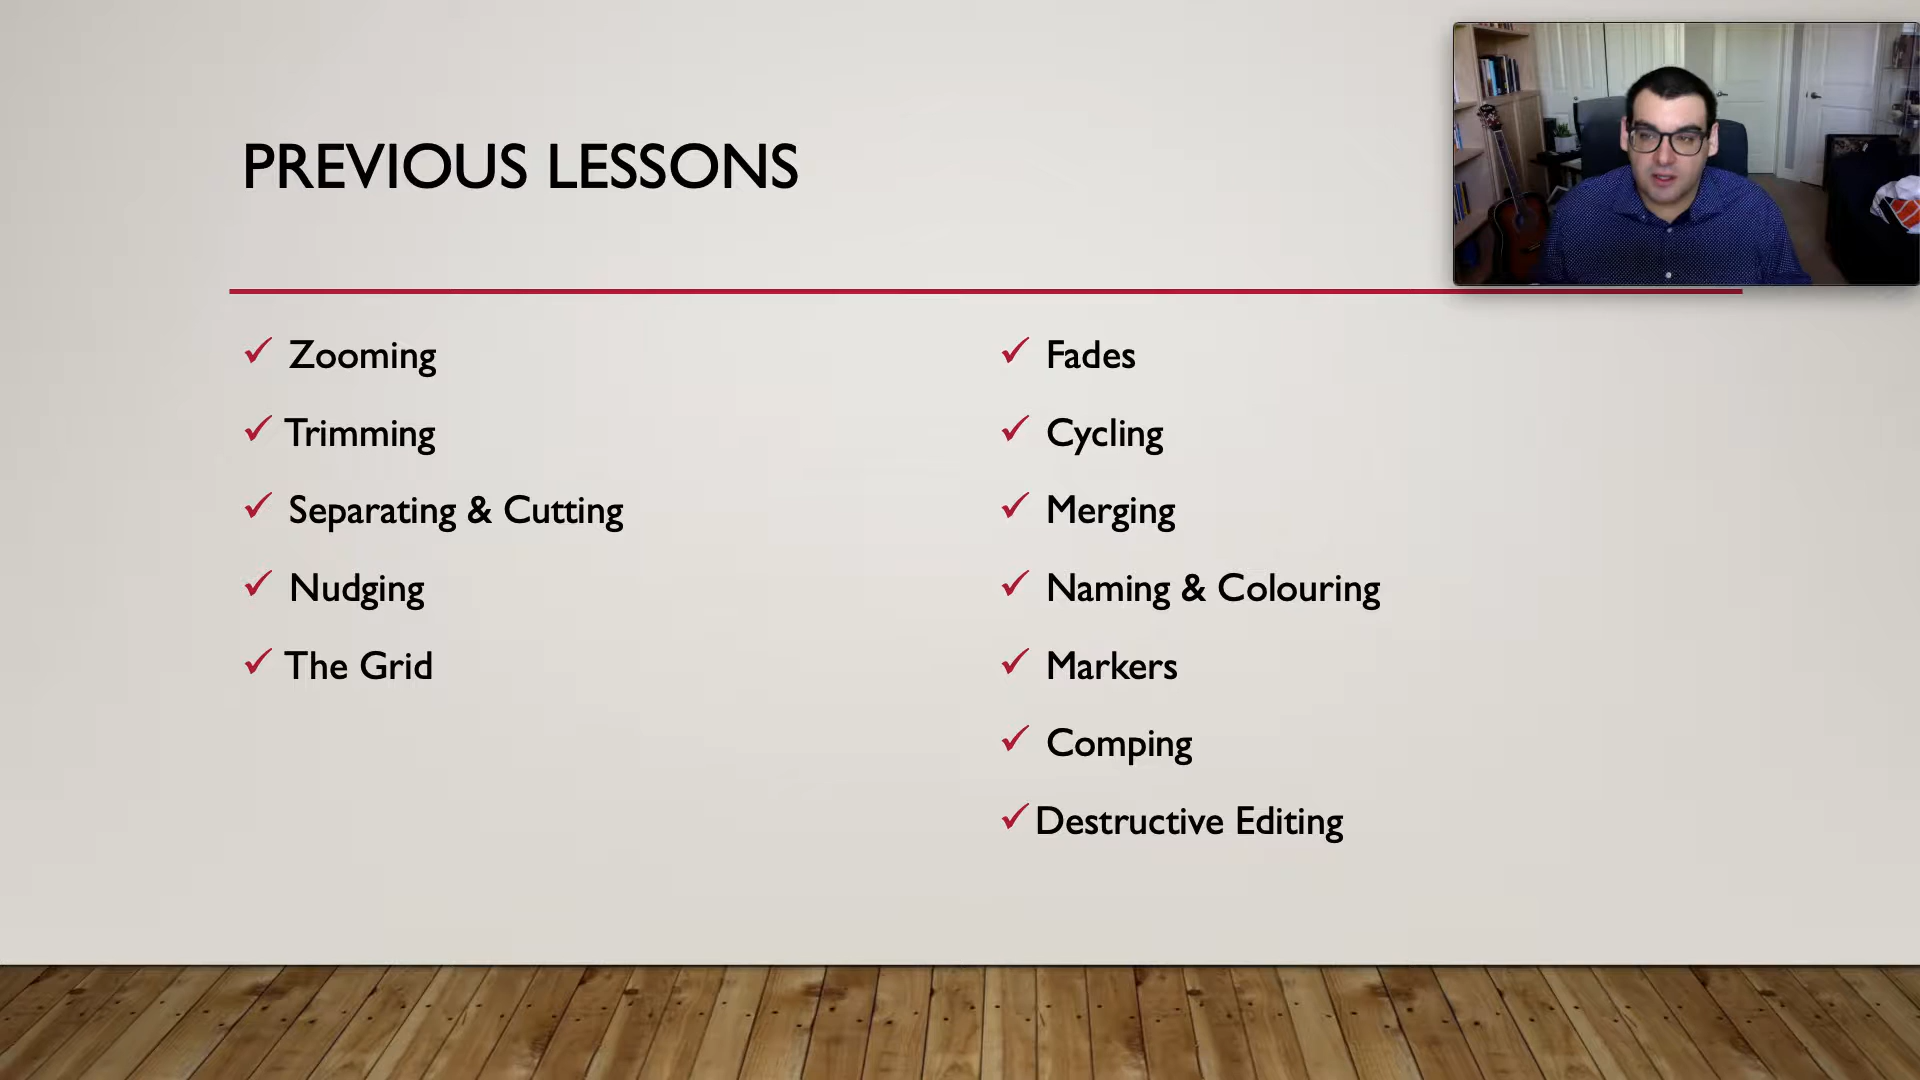 PREVIOUS LESSONS
✓ Zooming
✓ Trimming
✓ Separating & Cutting
✓ Nudging
✓ The Grid
✓ Fades
✓ Cycling
✓ Merging
✓ Naming & Colouring
✓ Markers
✓ Comping
✓ Destructive Editing